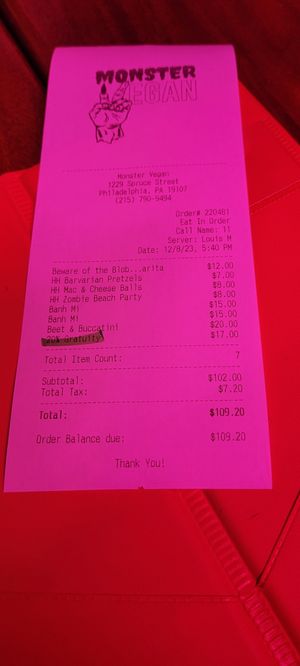 MONSTER
VEGAN
Monster Vegan
1229 Spruce Street
Philadelphia, PA 19107
(215) 790-9494
Order# 220481
Eat In Order
Call Name: 11
Server: Louis M
Date: 12/8/23, 5:40 PM
Beware of the Blob...arita $12.00
HH Barvarian Pretzels $7.00
HH Mac & Cheese Balls $8.00
HH Zombie Beach Party $8.00
Banh Mi $15.00
Banh Mi $15.00
Beet & Buccatini $20.00
20% Gratuity $17.00
Total Item Count: 7
Subtotal: $102.00
Total Tax: $7.20
Total: $109.20
Order Balance due: $109.20
Thank You!